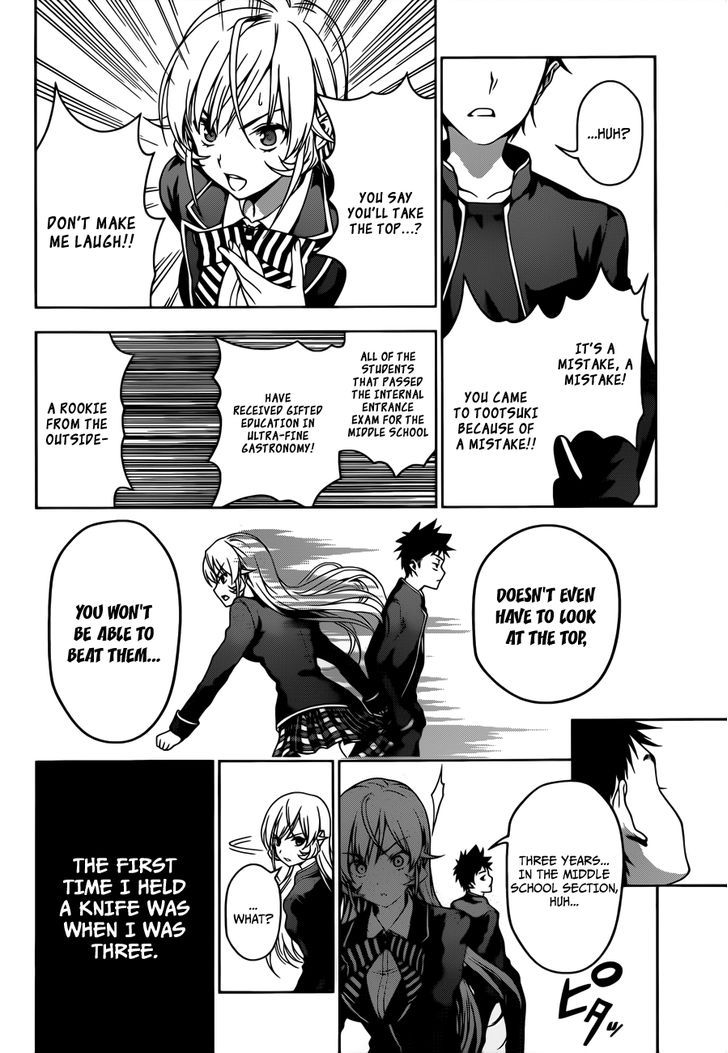 ...HUH?
IT'S A
MISTAKE, A
MISTAKE!
YOU CAME
TO TOOTSUKI
BECAUSE OF
A MISTAKE!!
YOU SAY
YOU'LL TAKE
THE TOP...?
DON'T MAKE
ME LAUGH!!
ALL OF THE
STUDENTS
THAT PASSED
THE INTERNAL
ENTRANCE
EXAM FOR THE
MIDDLE SCHOOL
HAVE
RECEIVED GIFTED
EDUCATION IN
ULTRA-FINE
GASTRONOMY!
A ROOKIE
FROM THE
OUTSIDE-
DOESN'T EVEN
HAVE TO LOOK
AT THE TOP,
YOU WON'T
BE ABLE TO
BEAT THEM...
THREE YEARS...
IN THE MIDDLE
SCHOOL SECTION,
HUH...
ピタッ
...
WHAT?
THE FIRST
TIME I HELD
A KNIFE WAS
WHEN I WAS
THREE.